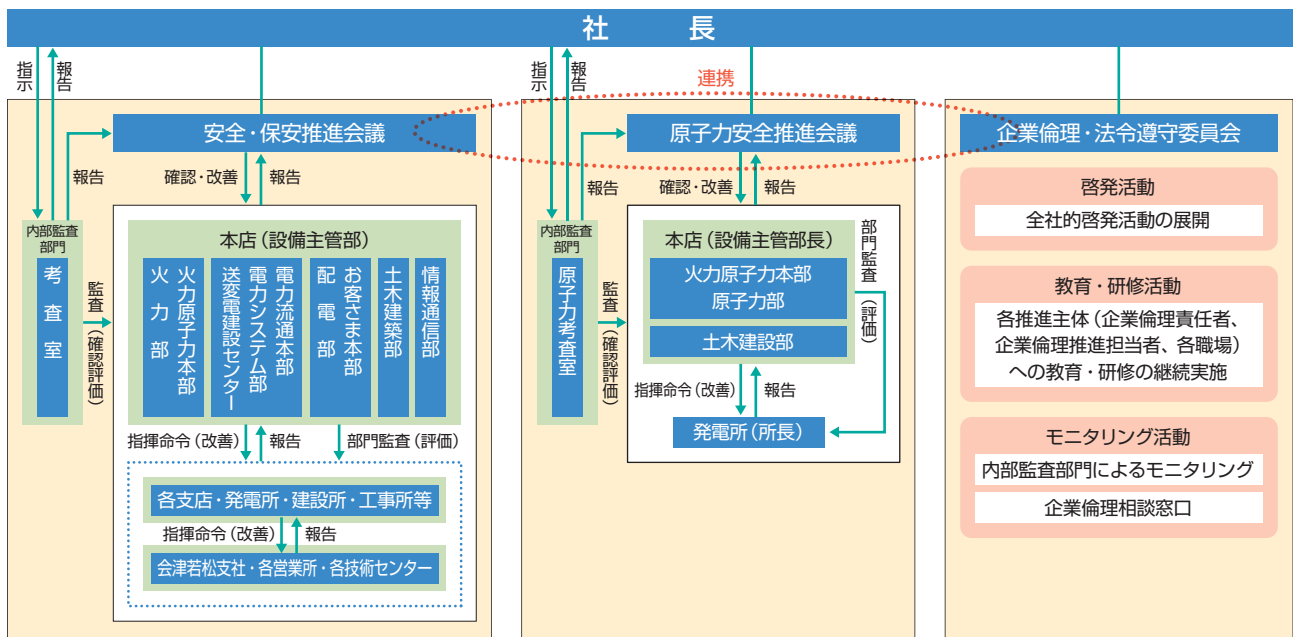 社長
指示
報告
指示
報告
連携
安全・保安推進会議
報告
確認・改善
報告
内部監査
部門
考査室
監査（確認評価）
本店（設備主管部）
火力原子力本部
火力部
電力流通本部
電力システム部
送変電建設センター
お客さま本部
配電部
土木建築部
情報通信部
指揮命令（改善）
報告
部門監査（評価）
各支店・発電所・建設所・工事所等
指揮命令（改善）
報告
会津若松支社・各営業所・各技術センター
原子力安全推進会議
報告
確認・改善
報告
内部監査
部門
原子力考査室
監査（確認評価）
本店（設備主管部長）
火力原子力本部
原子力部
土木建設部
部門監査（評価）
指揮命令（改善）
報告
発電所（所長）
企業倫理・法令遵守委員会
啓発活動
全社的啓発活動の展開
教育・研修活動
各推進主体（企業倫理責任者、
企業倫理推進担当者、各職場）
への教育・研修の継続実施
モニタリング活動
内部監査部門によるモニタリング
企業倫理相談窓口